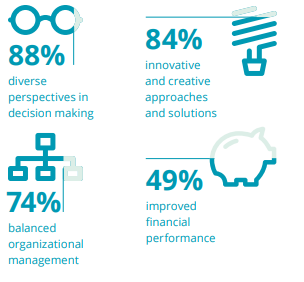 88%
diverse
perspectives in
decision making
84%
innovative
and creative
approaches
and solutions
74%
balanced
organizational
management
49%
improved
financial
performance